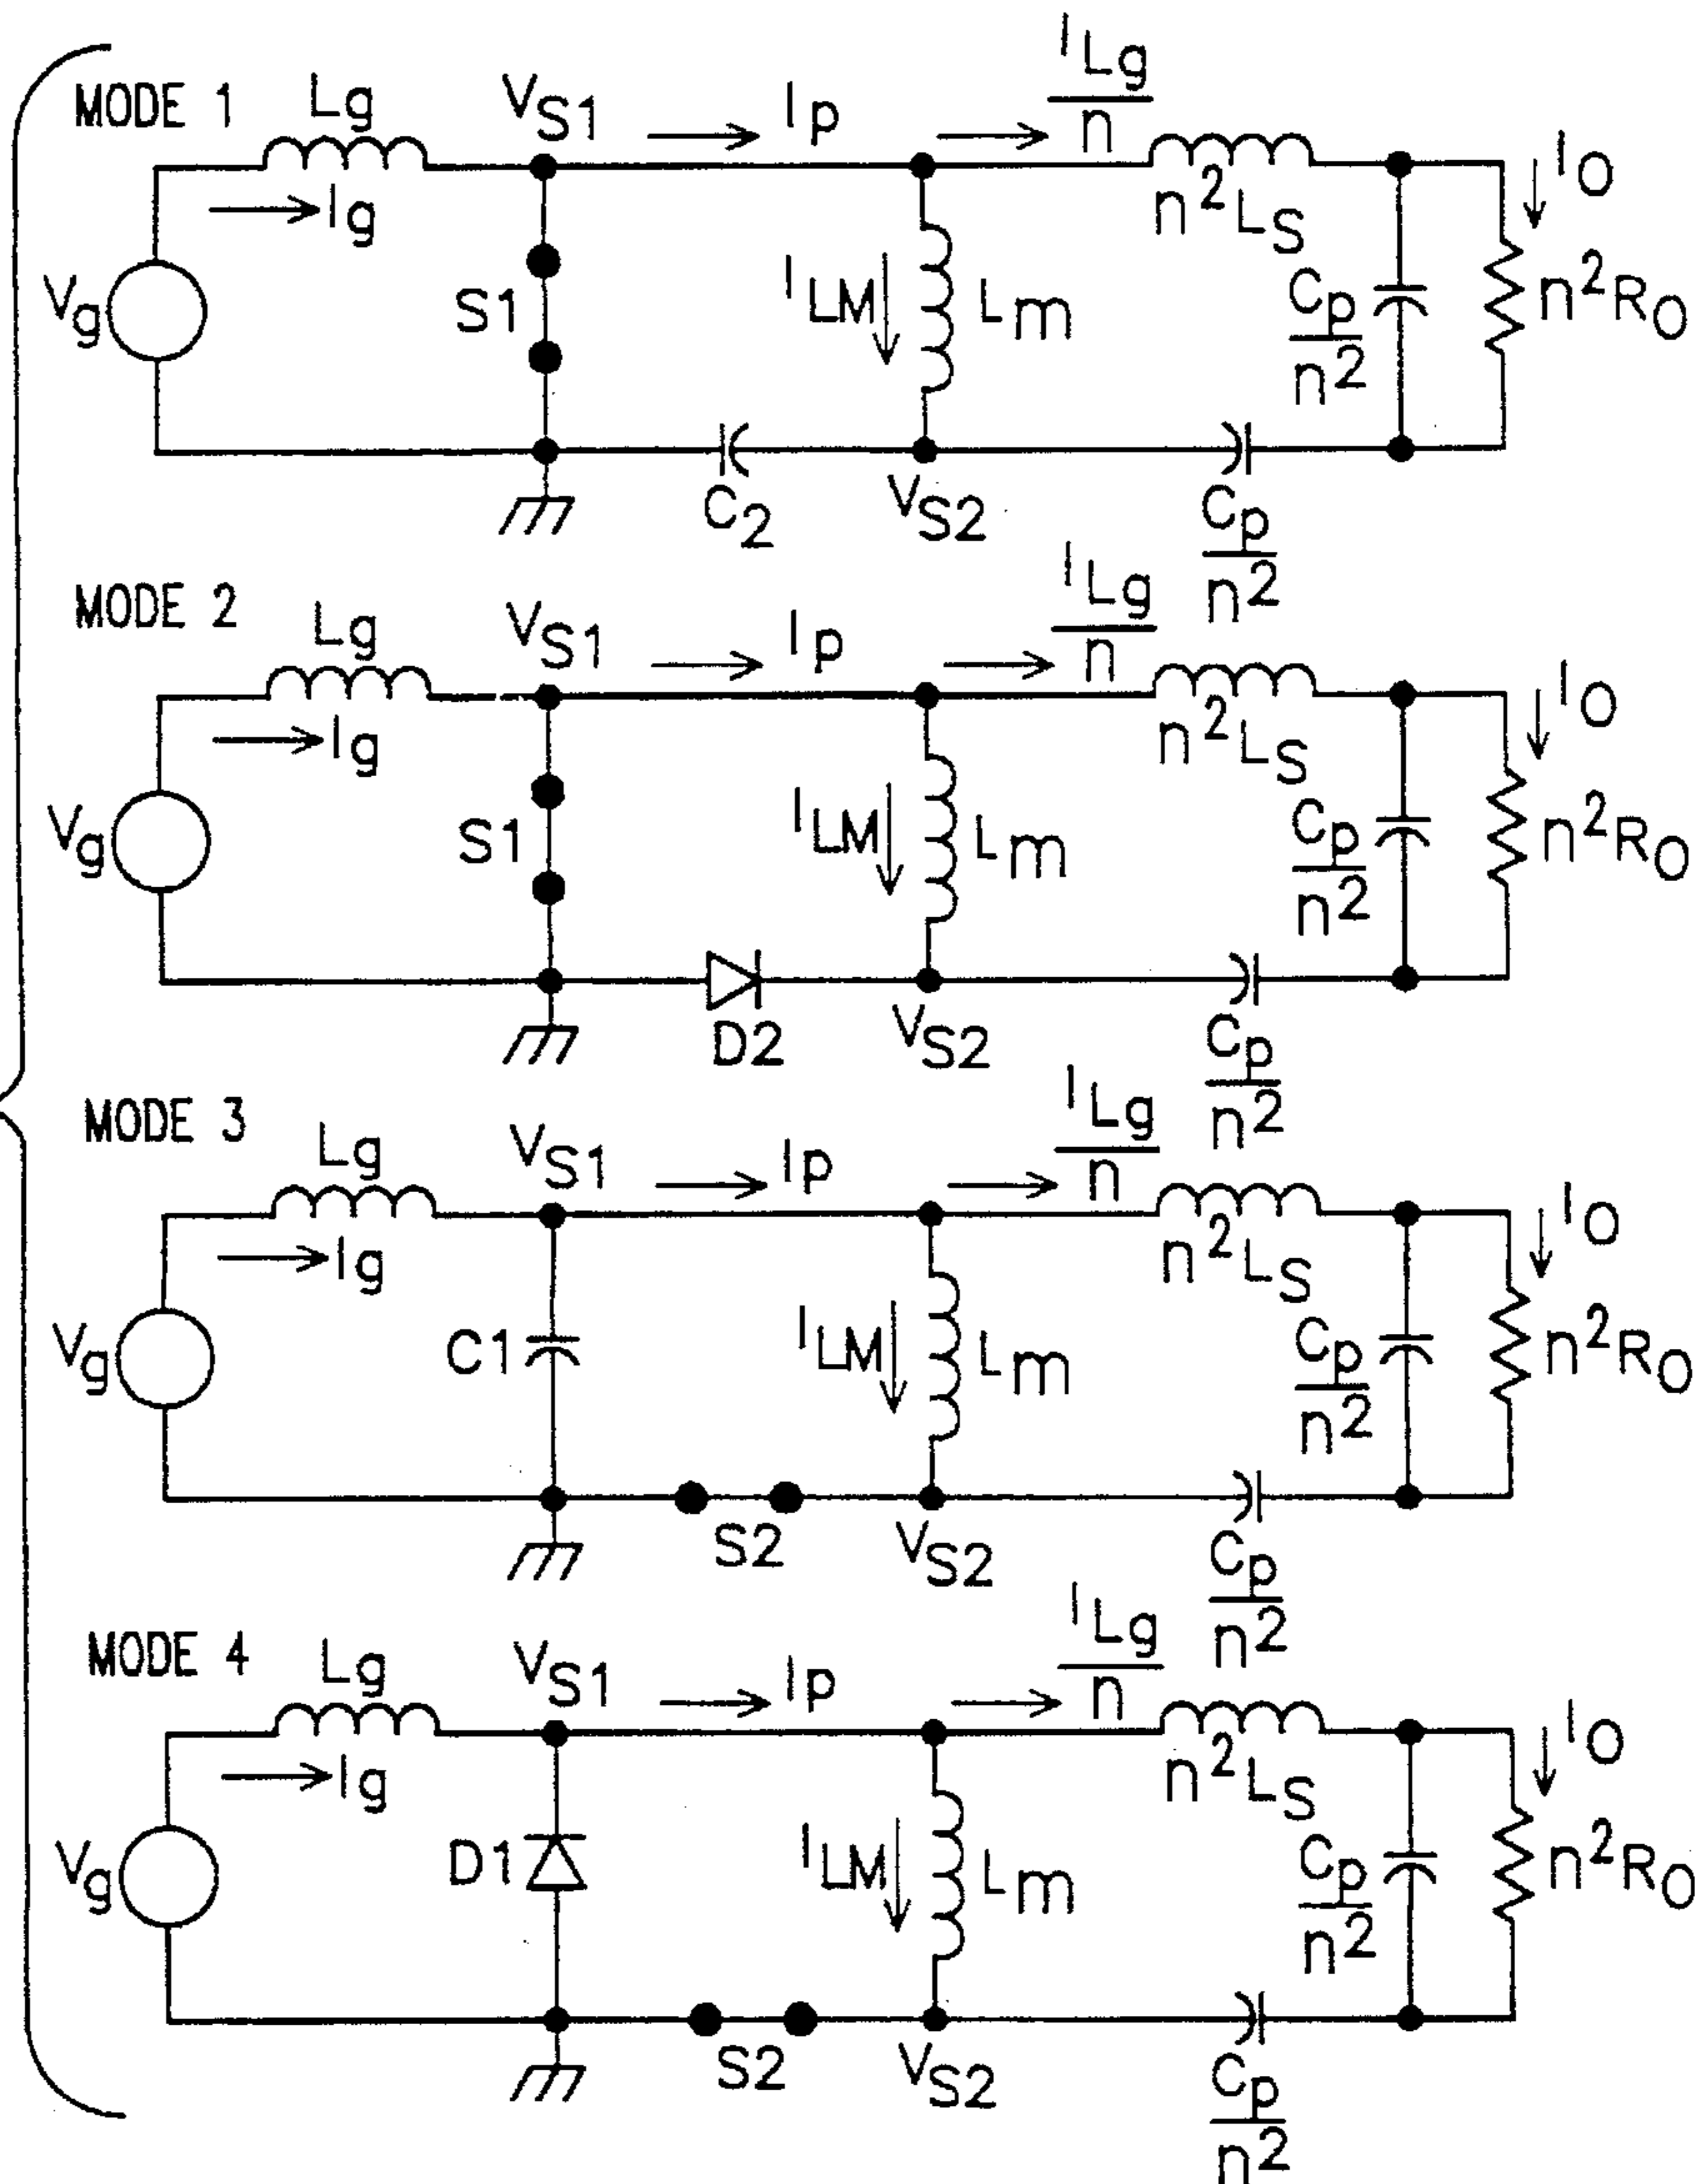 MODE 1
Lg
VS1
Ip
ILg
n
Ig
n2LS
IO
Vg
S1
ILM
Lm
Cp
n2
n2RO
C2
VS2
Cp
n2
MODE 2
Lg
VS1
Ip
ILg
n
Ig
n2LS
IO
Vg
S1
ILM
Lm
Cp
n2
n2RO
D2
VS2
Cp
n2
MODE 3
Lg
VS1
Ip
ILg
n
Ig
n2LS
IO
Vg
C1
ILM
Lm
Cp
n2
n2RO
S2
VS2
Cp
n2
MODE 4
Lg
VS1
Ip
ILg
n
Ig
n2LS
IO
Vg
D1
ILM
Lm
Cp
n2
n2RO
S2
VS2
Cp
n2